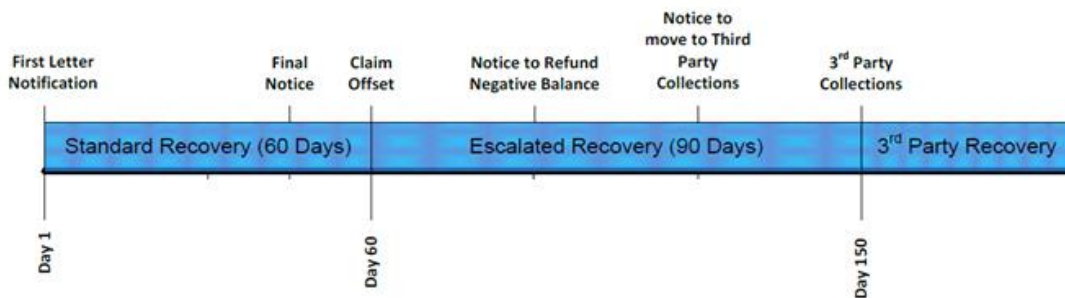 First Letter
Notification
Final
Notice
Claim
Offset
Notice to Refund
Negative Balance
Notice to
move to Third
Party
Collections
3rd Party
Collections
Standard Recovery (60 Days)
Escalated Recovery (90 Days)
3rd Party Recovery
Day 1
Day 60
Day 150